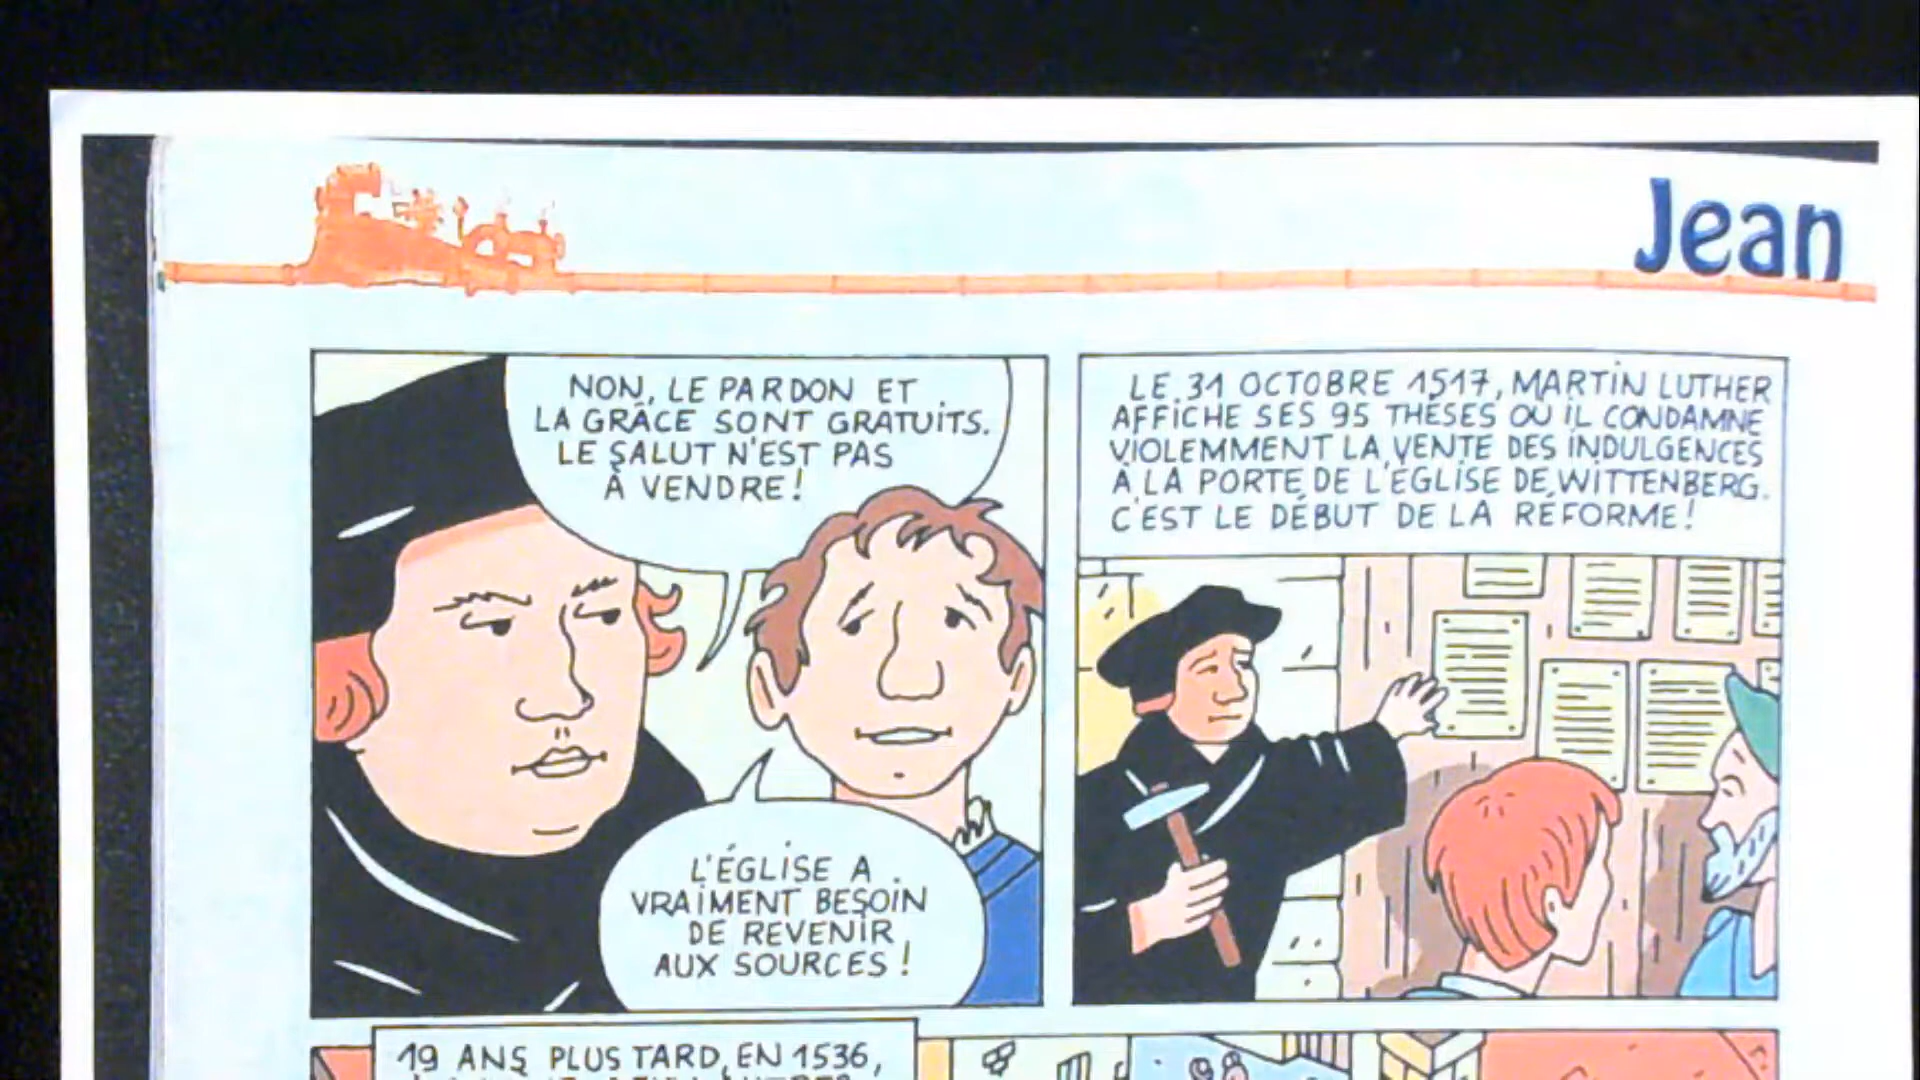 Jean
NON, LE PARDON ET
LA GRÂCE SONT GRATUITS.
LE SALUT N'EST PAS
À VENDRE!
L'ÉGLISE A
VRAIMENT BESOIN
DE REVENIR
AUX SOURCES!
LE 31 OCTOBRE 1517, MARTIN LUTHER
AFFICHE SES 95 THÈSES OÙ IL CONDAMNE
VIOLEMMENT LA VENTE DES INDULGENCES
À LA PORTE DE L'ÉGLISE DE WITTENBERG.
C'EST LE DÉBUT DE LA RÉFORME!
19 ANS PLUS TARD, EN 1536,